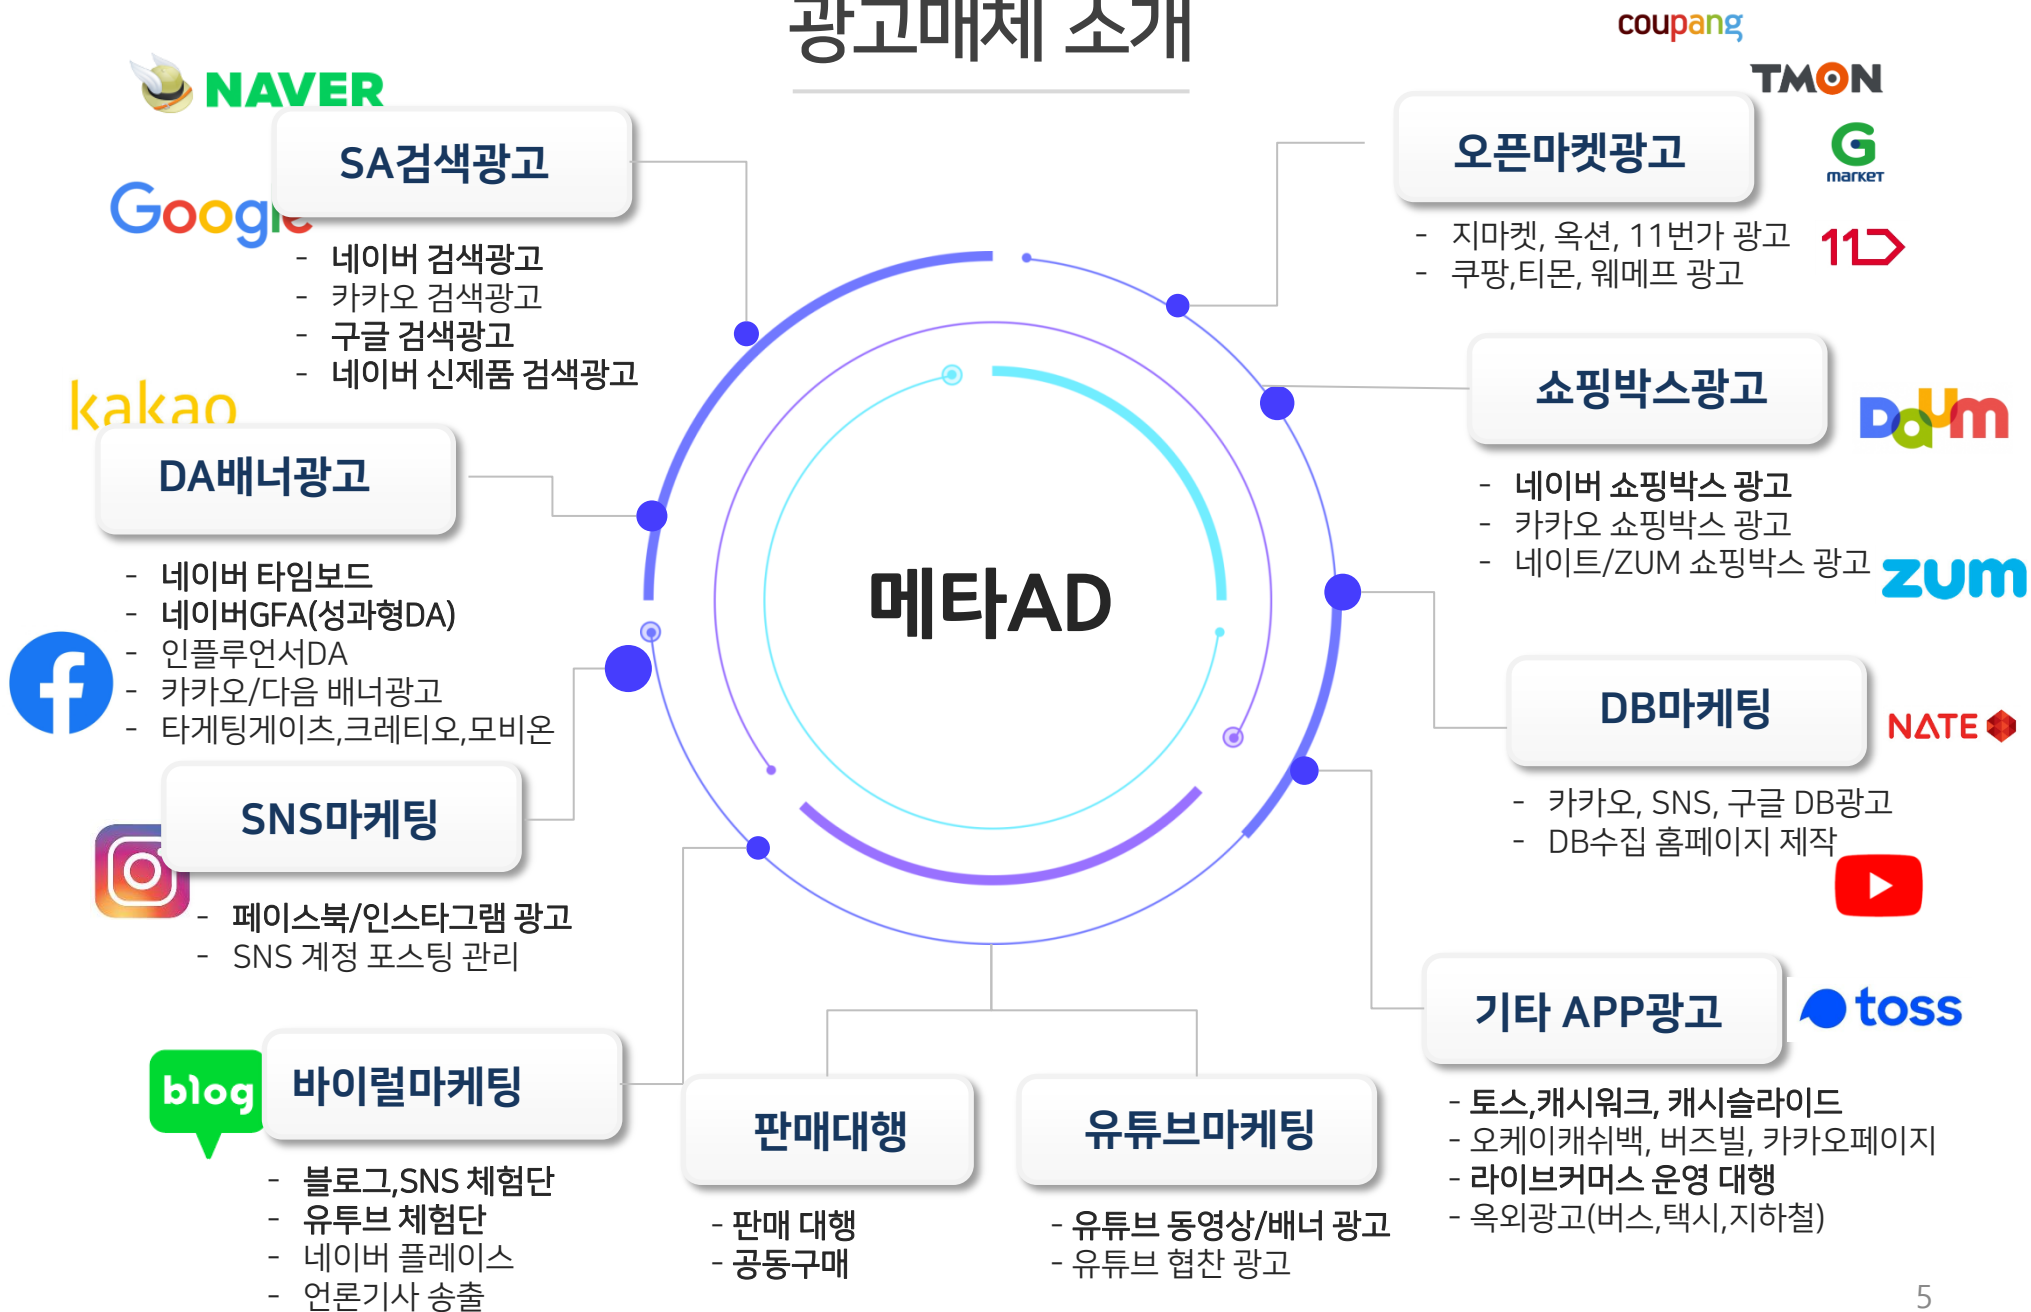 광고매체 소개
NAVER
SA검색광고
Google
- 네이버 검색광고
- 카카오 검색광고
- 구글 검색광고
- 네이버 신제품 검색광고
kakao
DA배너광고
- 네이버 타임보드
- 네이버GFA(성과형DA)
- 인플루언서DA
- 카카오/다음 배너광고
- 타게팅게이츠,크레티오,모비온
SNS마케팅
- 페이스북/인스타그램 광고
- SNS 계정 포스팅 관리
blog
바이럴마케팅
- 블로그,SNS 체험단
- 유투브 체험단
- 네이버 플레이스
- 언론기사 송출
메타AD
판매대행
- 판매 대행
- 공동구매
유튜브마케팅
- 유튜브 동영상/배너 광고
- 유튜브 협찬 광고
coupang
TMON
오픈마켓광고
G
market
- 지마켓, 옥션, 11번가 광고
- 쿠팡,티몬, 웨메프 광고
11
쇼핑박스광고
Daum
- 네이버 쇼핑박스 광고
- 카카오 쇼핑박스 광고
- 네이트/ZUM 쇼핑박스 광고
zum
DB마케팅
NATE
- 카카오, SNS, 구글 DB광고
- DB수집 홈페이지 제작
기타 APP광고
toss
- 토스,캐시워크, 캐시슬라이드
- 오케이캐쉬백, 버즈빌, 카카오페이지
- 라이브커머스 운영 대행
- 옥외광고(버스,택시,지하철)
5